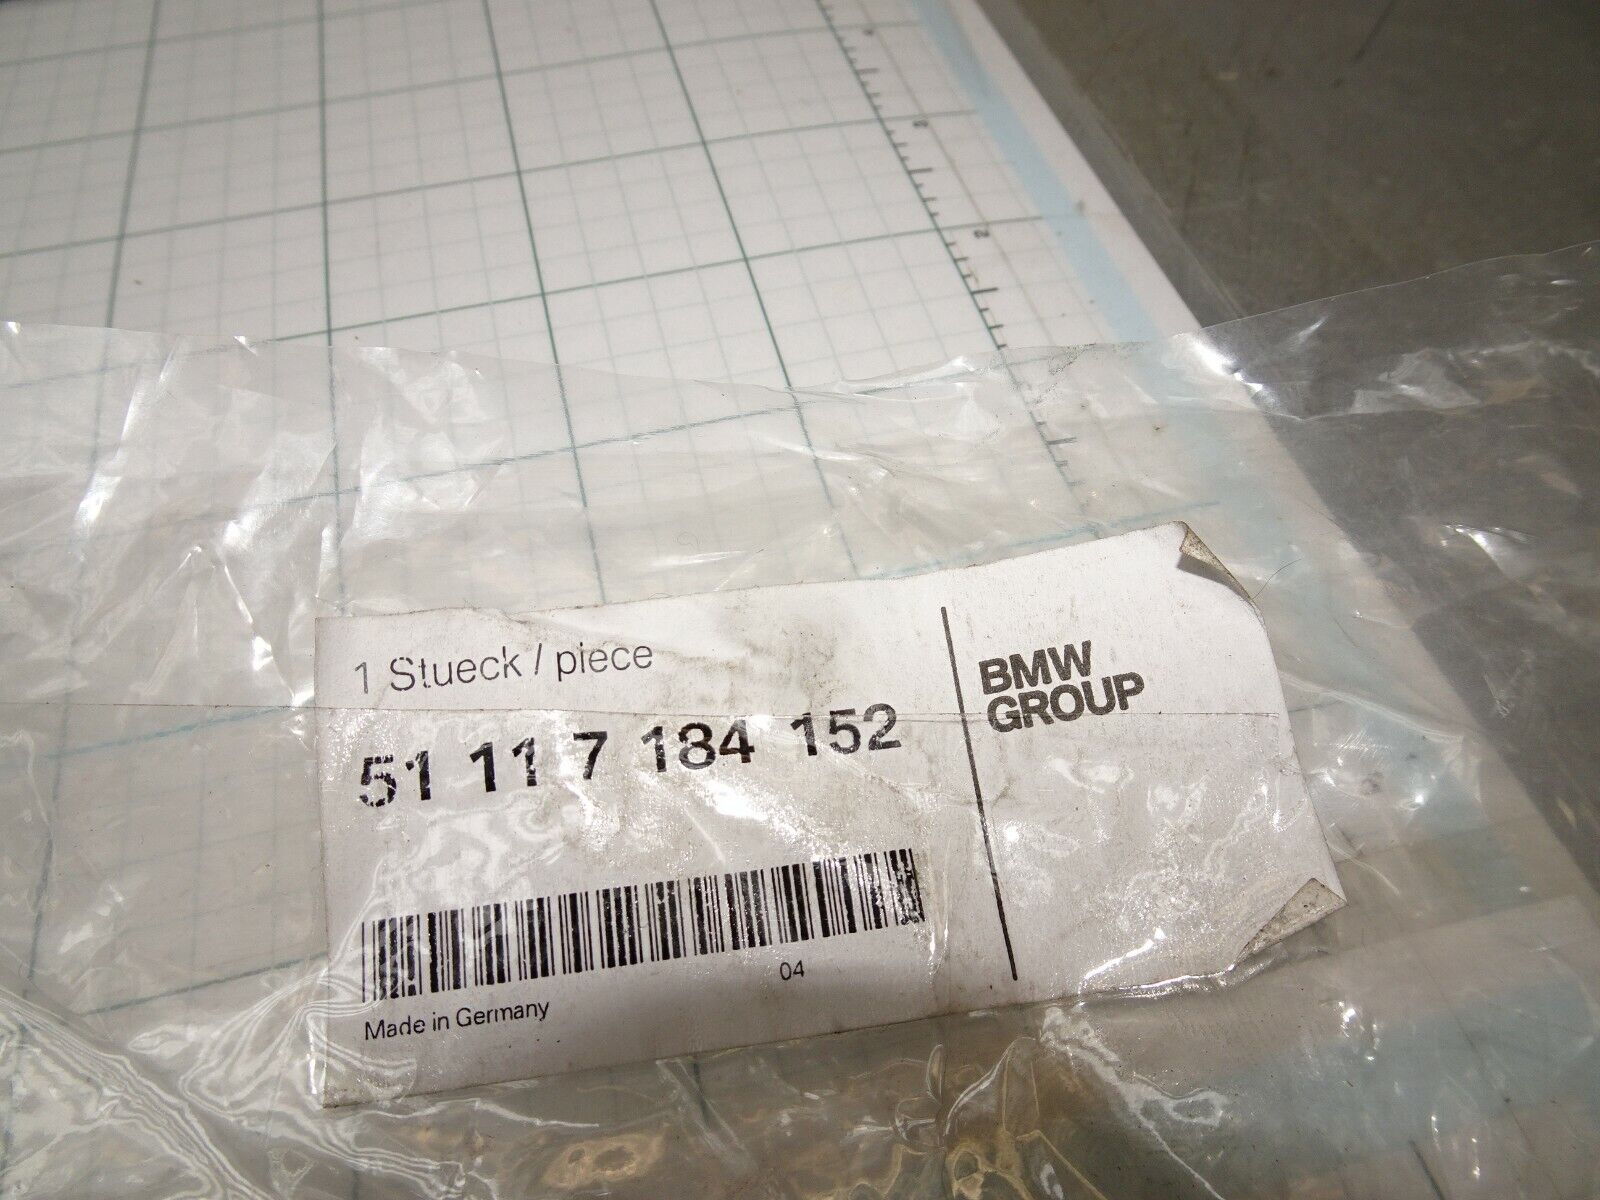 1 Stueck / piece
51 11 7 184 152
BMW
GROUP
04
Made in Germany